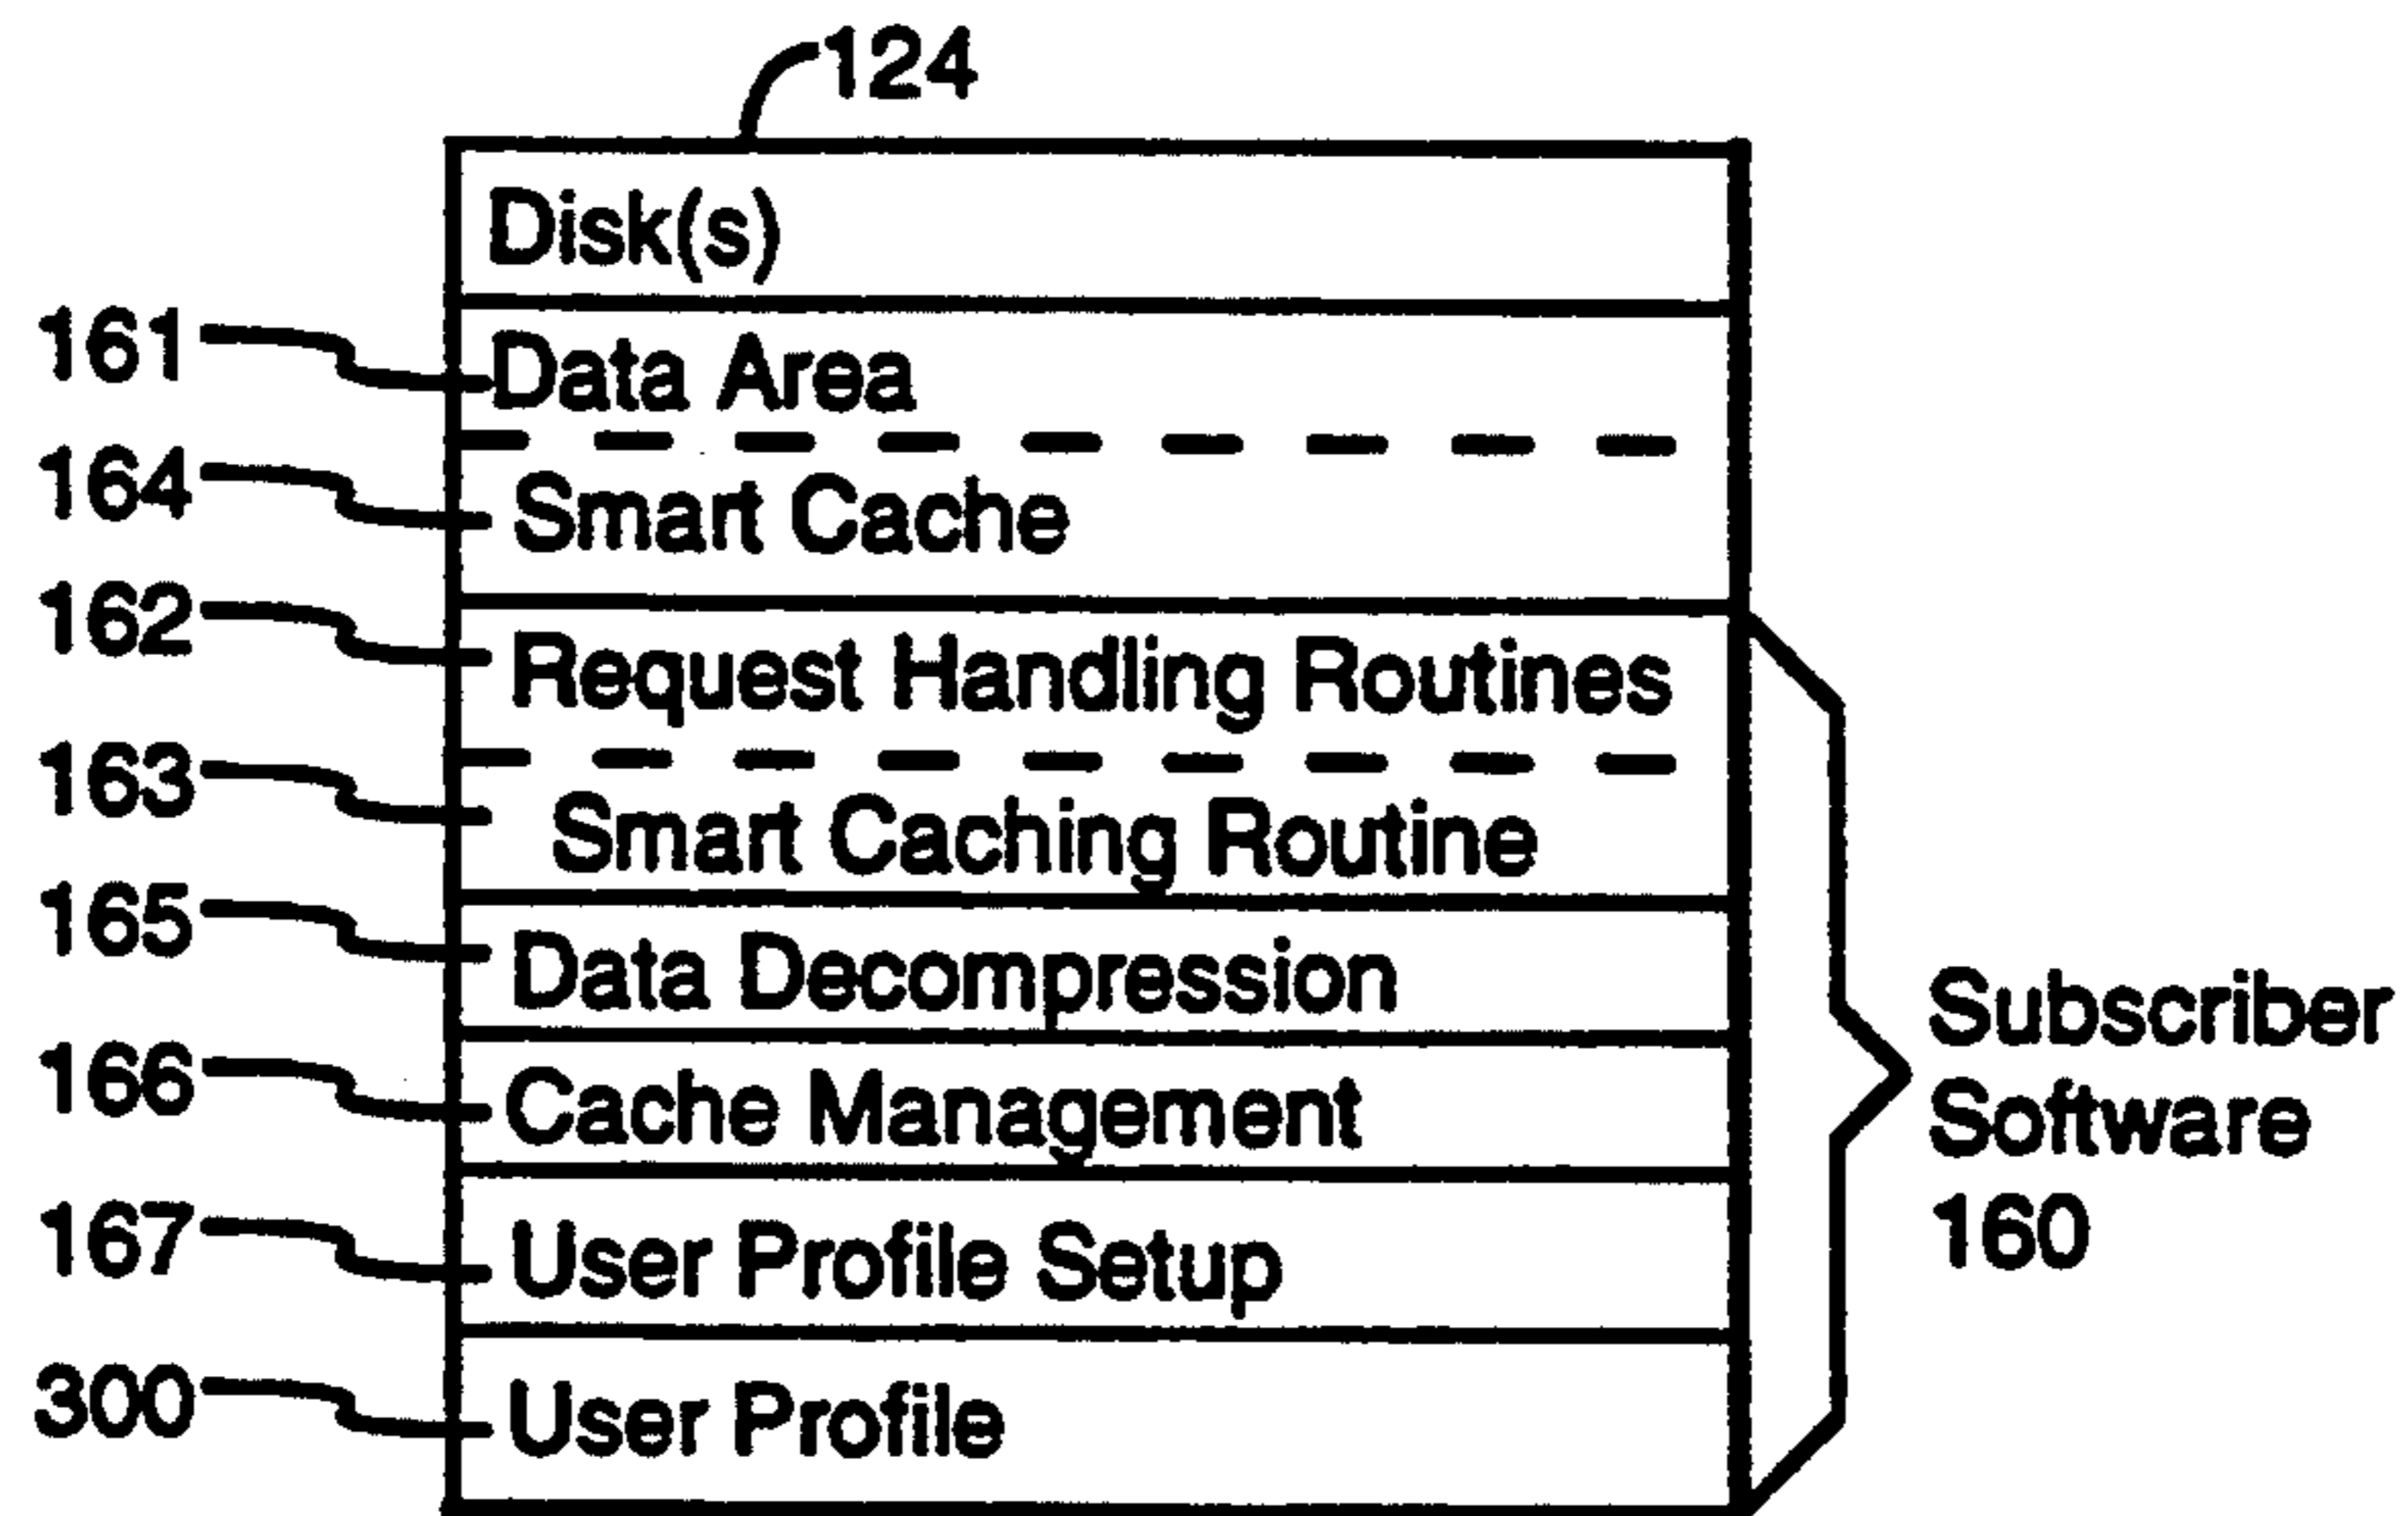 124
Disk(s)
161 Data Area
164 Smart Cache
162 Request Handling Routines
163 Smart Caching Routine
165 Data Decompression
166 Cache Management
167 User Profile Setup
300 User Profile
Subscriber
Software
160